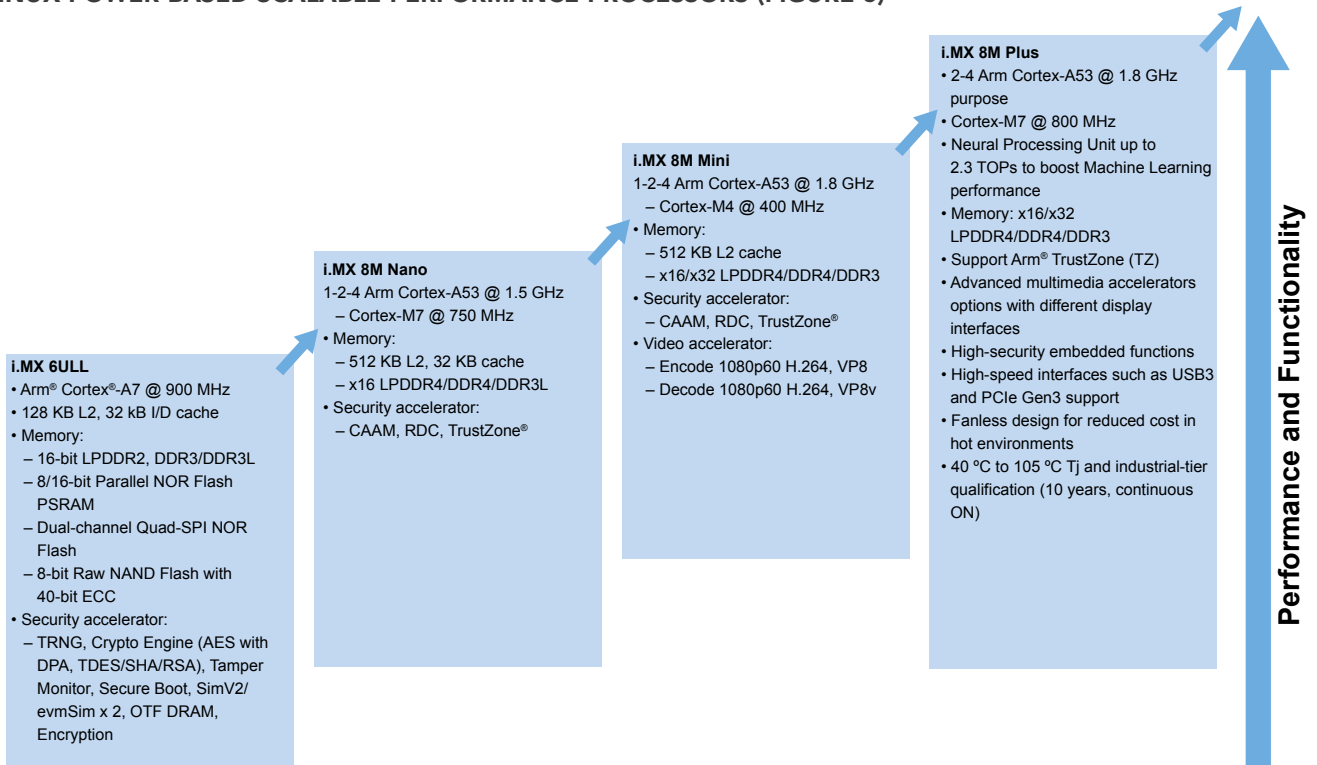 i.MX 6ULL
• Arm® Cortex®-A7 @ 900 MHz
• 128 KB L2, 32 kB I/D cache
• Memory:
– 16-bit LPDDR2, DDR3/DDR3L
– 8/16-bit Parallel NOR Flash
PSRAM
– Dual-channel Quad-SPI NOR
Flash
– 8-bit Raw NAND Flash with
40-bit ECC
• Security accelerator:
– TRNG, Crypto Engine (AES with
DPA, TDES/SHA/RSA), Tamper
Monitor, Secure Boot, SimV2/
evmSim x 2, OTF DRAM,
Encryption
i.MX 8M Nano
1-2-4 Arm Cortex-A53 @ 1.5 GHz
– Cortex-M7 @ 750 MHz
• Memory:
– 512 KB L2, 32 KB cache
– x16 LPDDR4/DDR4/DDR3L
• Security accelerator:
– CAAM, RDC, TrustZone®
i.MX 8M Mini
1-2-4 Arm Cortex-A53 @ 1.8 GHz
– Cortex-M4 @ 400 MHz
• Memory:
– 512 KB L2 cache
– x16/x32 LPDDR4/DDR4/DDR3
• Security accelerator:
– CAAM, RDC, TrustZone®
• Video accelerator:
– Encode 1080p60 H.264, VP8
– Decode 1080p60 H.264, VP8v
i.MX 8M Plus
• 2-4 Arm Cortex-A53 @ 1.8 GHz
purpose
• Cortex-M7 @ 800 MHz
• Neural Processing Unit up to
2.3 TOPs to boost Machine Learning
performance
• Memory: x16/x32
LPDDR4/DDR4/DDR3
• Support Arm® TrustZone (TZ)
• Advanced multimedia accelerators
options with different display
interfaces
• High-security embedded functions
• High-speed interfaces such as USB3
and PCIe Gen3 support
• Fanless design for reduced cost in
hot environments
• 40 ºC to 105 ºC Tj and industrial-tier
qualification (10 years, continuous
ON)
Performance and Functionality